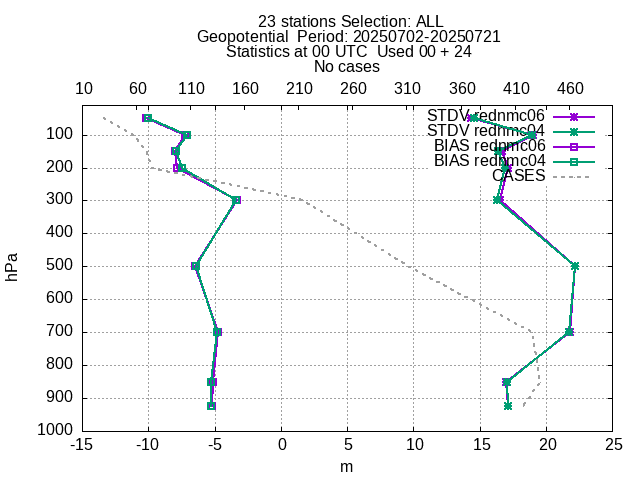 23 stations Selection: ALL
Geopotential  Period: 20250702-20250721
Statistics at 00 UTC  Used 00 + 24
No cases
10 60 110 160 210 260 310 360 410 460
STDV rednmc06
STDV rednmc04
BIAS rednmc06
BIAS rednmc04
CASES
100
200
300
400
500
600
700
800
900
1000
hPa
-15 -10 -5 0 5 10 15 20 25
m